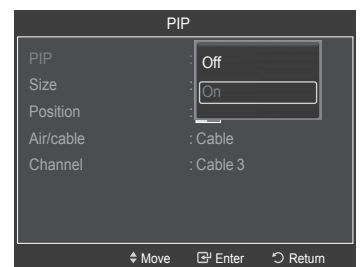 PIP
PIP : Off
Size : On
Position :
Air/cable : Cable
Channel : Cable 3
Move Enter Return